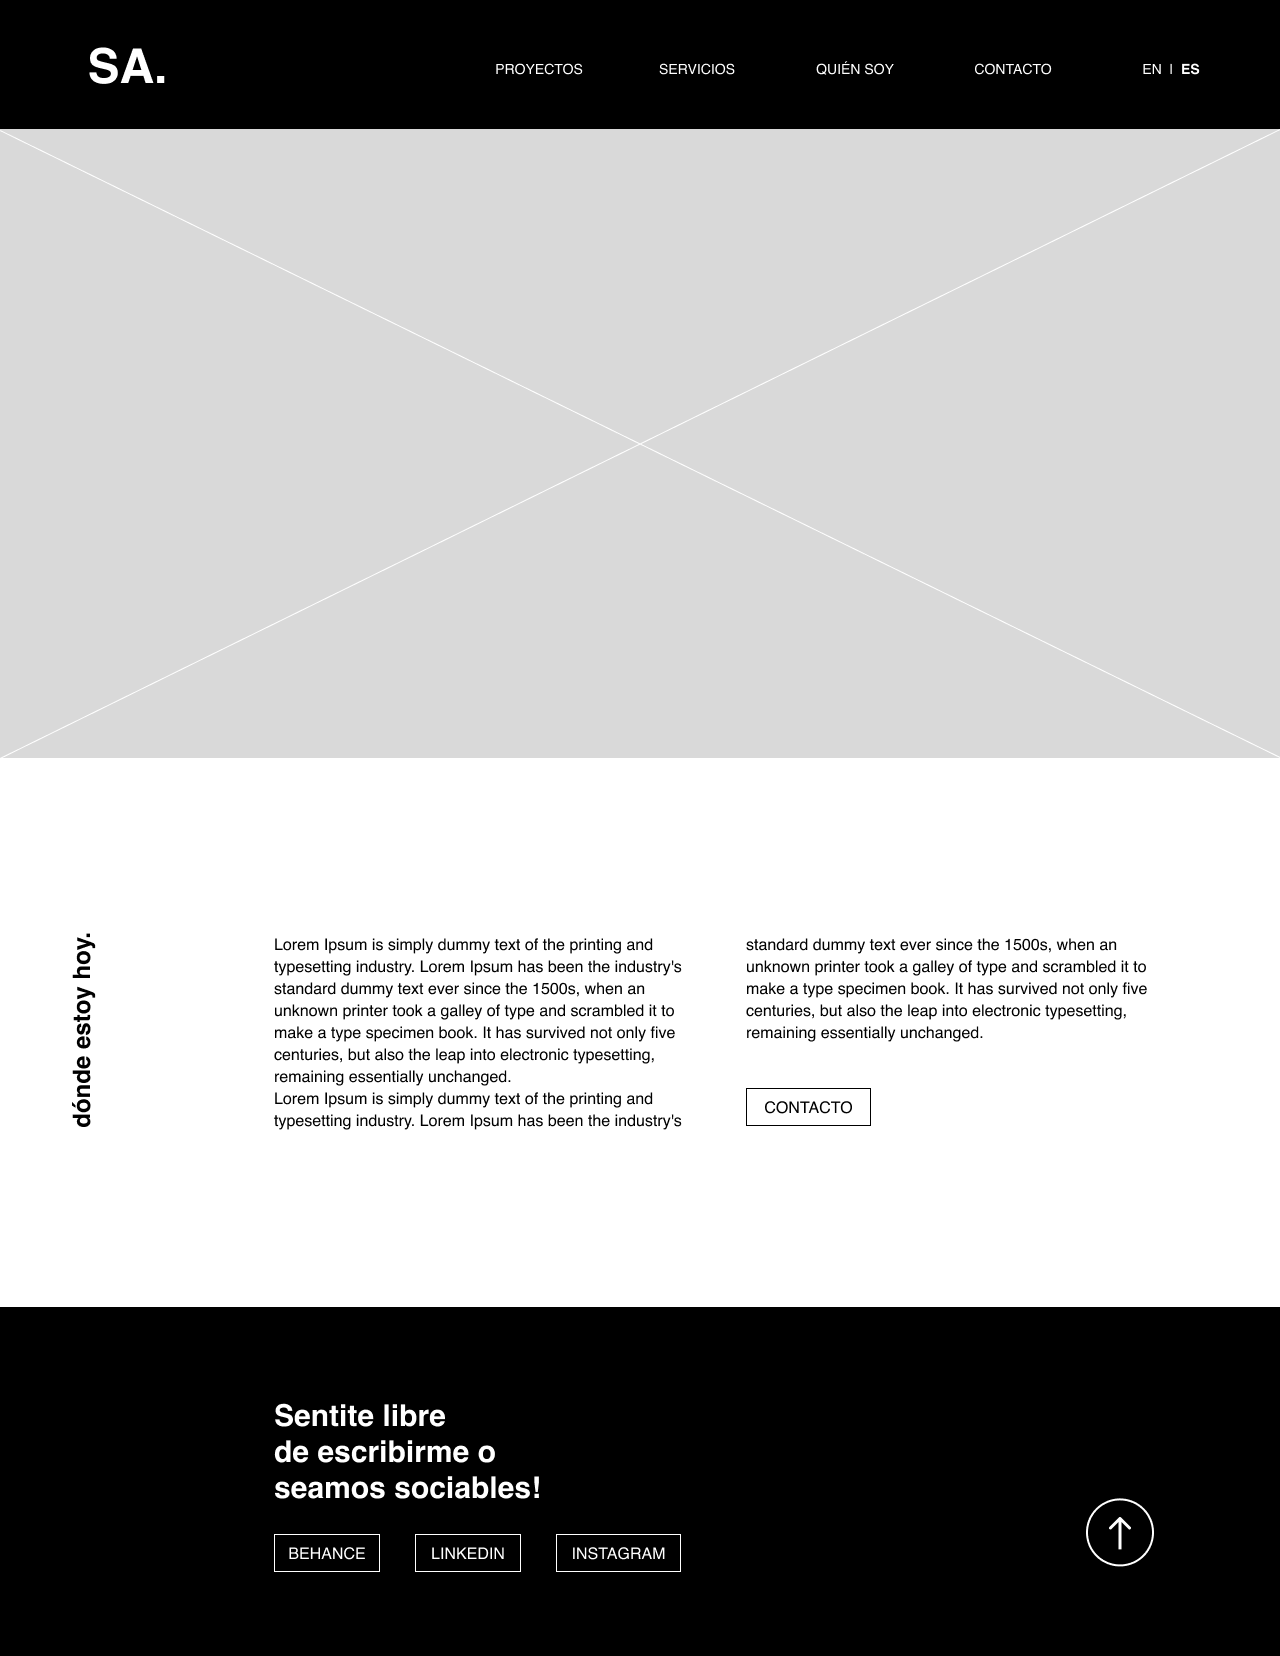 SA.
PROYECTOS SERVICIOS QUIÉN SOY CONTACTO EN | ES
dónde estoy hoy.
Lorem Ipsum is simply dummy text of the printing and
typesetting industry. Lorem Ipsum has been the industry's
standard dummy text ever since the 1500s, when an
unknown printer took a galley of type and scrambled it to
make a type specimen book. It has survived not only five
centuries, but also the leap into electronic typesetting,
remaining essentially unchanged.
Lorem Ipsum is simply dummy text of the printing and
typesetting industry. Lorem Ipsum has been the industry's
standard dummy text ever since the 1500s, when an
unknown printer took a galley of type and scrambled it to
make a type specimen book. It has survived not only five
centuries, but also the leap into electronic typesetting,
remaining essentially unchanged.
CONTACTO
Sentite libre
de escribirme o
seamos sociables!
BEHANCE LINKEDIN INSTAGRAM